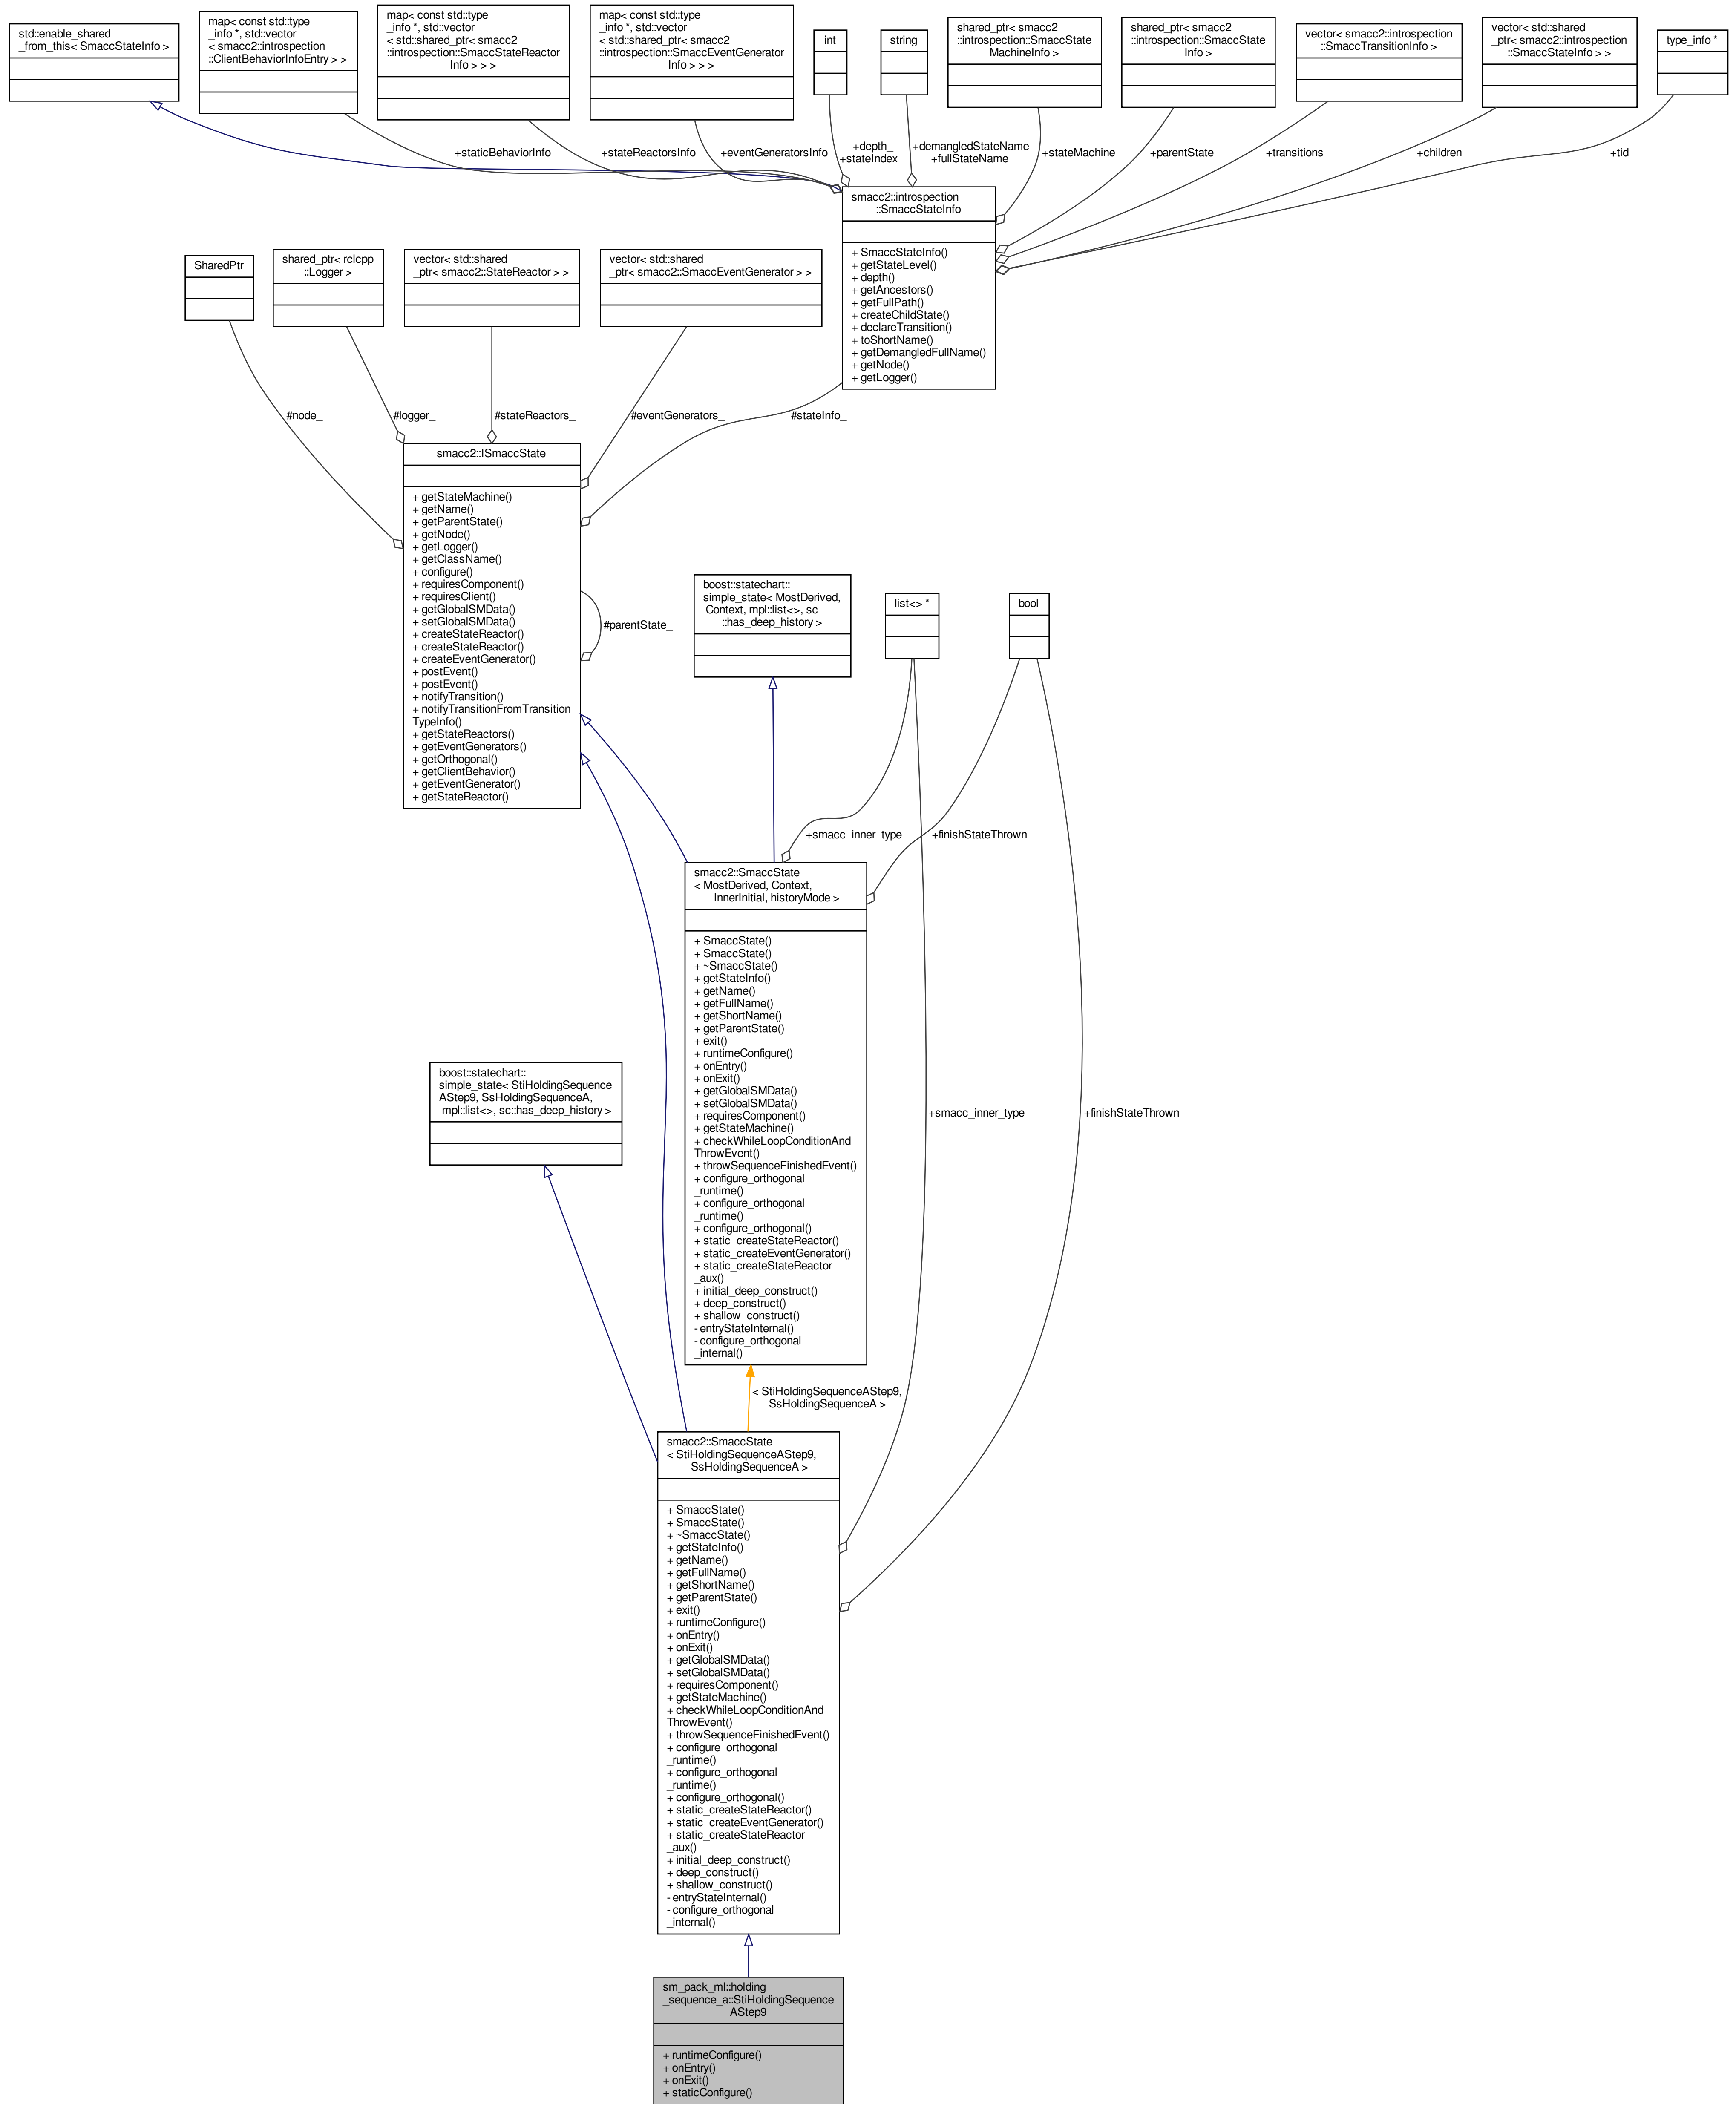 std::enable_shared
_from_this< SmaccStateInfo >
map< const std::type
_info *, std::vector
< smacc2::introspection
::ClientBehaviorInfoEntry > >
map< const std::type
_info *, std::vector
< std::shared_ptr< smacc2
::introspection::SmaccStateReactor
Info > > >
map< const std::type
_info *, std::vector
< std::shared_ptr< smacc2
::introspection::SmaccEventGenerator
Info > > >
int
string
shared_ptr< smacc2
::introspection::SmaccState
MachineInfo >
shared_ptr< smacc2
::introspection::SmaccState
Info >
vector< smacc2::introspection
::SmaccTransitionInfo >
vector< std::shared
_ptr< smacc2::introspection
::SmaccStateInfo > >
type_info *
+staticBehaviorInfo
+stateReactorsInfo
+eventGeneratorsInfo
+depth_
+stateIndex_
+demangledStateName
+fullStateName
+stateMachine_
+parentState_
+transitions_
+children_
+tid_
smacc2::introspection
::SmaccStateInfo
+ SmaccStateInfo()
+ getStateLevel()
+ depth()
+ getAncestors()
+ getFullPath()
+ createChildState()
+ declareTransition()
+ toShortName()
+ getDemangledFullName()
+ getNode()
+ getLogger()
SharedPtr
shared_ptr< rclcpp
::Logger >
vector< std::shared
_ptr< smacc2::StateReactor > >
vector< std::shared
_ptr< smacc2::SmaccEventGenerator > >
#node_
#logger_
#stateReactors_
#eventGenerators_
#stateInfo_
smacc2::ISmaccState
+ getStateMachine()
+ getName()
+ getParentState()
+ getNode()
+ getLogger()
+ getClassName()
+ configure()
+ requiresComponent()
+ requiresClient()
+ getGlobalSMData()
+ setGlobalSMData()
+ createStateReactor()
+ createStateReactor()
+ createEventGenerator()
+ postEvent()
+ postEvent()
+ notifyTransition()
+ notifyTransitionFromTransition
TypeInfo()
+ getStateReactors()
+ getEventGenerators()
+ getOrthogonal()
+ getClientBehavior()
+ getEventGenerator()
+ getStateReactor()
#parentState_
boost::statechart::
simple_state< MostDerived,
Context, mpl::list<>, sc
::has_deep_history >
list<> *
bool
+smacc_inner_type
+finishStateThrown
smacc2::SmaccState
< MostDerived, Context,
InnerInitial, historyMode >
+ SmaccState()
+ SmaccState()
+ ~SmaccState()
+ getStateInfo()
+ getName()
+ getFullName()
+ getShortName()
+ getParentState()
+ exit()
+ runtimeConfigure()
+ onEntry()
+ onExit()
+ getGlobalSMData()
+ setGlobalSMData()
+ requiresComponent()
+ getStateMachine()
+ checkWhileLoopConditionAnd
ThrowEvent()
+ throwSequenceFinishedEvent()
+ configure_orthogonal
_runtime()
+ configure_orthogonal
_runtime()
+ configure_orthogonal()
+ static_createStateReactor()
+ static_createEventGenerator()
+ static_createStateReactor
_aux()
+ initial_deep_construct()
+ deep_construct()
+ shallow_construct()
- entryStateInternal()
- configure_orthogonal
_internal()
boost::statechart::
simple_state< StiHoldingSequence
AStep9, SsHoldingSequenceA,
mpl::list<>, sc::has_deep_history >
+smacc_inner_type
+finishStateThrown
< StiHoldingSequenceAStep9,
SsHoldingSequenceA >
smacc2::SmaccState
< StiHoldingSequenceAStep9,
SsHoldingSequenceA >
+ SmaccState()
+ SmaccState()
+ ~SmaccState()
+ getStateInfo()
+ getName()
+ getFullName()
+ getShortName()
+ getParentState()
+ exit()
+ runtimeConfigure()
+ onEntry()
+ onExit()
+ getGlobalSMData()
+ setGlobalSMData()
+ requiresComponent()
+ getStateMachine()
+ checkWhileLoopConditionAnd
ThrowEvent()
+ throwSequenceFinishedEvent()
+ configure_orthogonal
_runtime()
+ configure_orthogonal
_runtime()
+ configure_orthogonal()
+ static_createStateReactor()
+ static_createEventGenerator()
+ static_createStateReactor
_aux()
+ initial_deep_construct()
+ deep_construct()
+ shallow_construct()
- entryStateInternal()
- configure_orthogonal
_internal()
sm_pack_ml::holding
_sequence_a::StiHoldingSequence
AStep9
+ runtimeConfigure()
+ onEntry()
+ onExit()
+ staticConfigure()